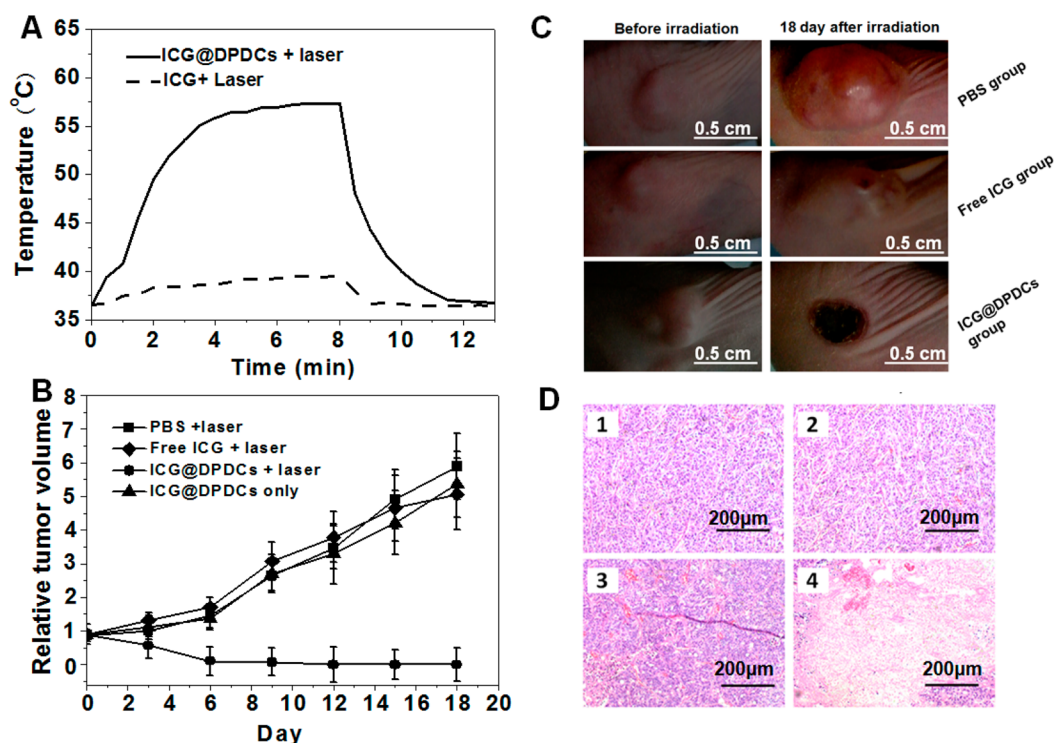 A
65
60
55
50
45
40
35
Temperature (°C)
ICG@DPDCs + laser
ICG+ Laser
0 2 4 6 8 10 12
Time (min)
B
8
7
6
5
4
3
2
1
0
Relative tumor volume
PBS +laser
Free ICG + laser
ICG@DPDCs + laser
ICG@DPDCs only
0 2 4 6 8 10 12 14 16 18 20
Day
C
Before irradiation
18 day after irradiation
0.5 cm
0.5 cm
PBS group
0.5 cm
0.5 cm
Free ICG group
0.5 cm
0.5 cm
ICG@DPDCs
group
D
1
200μm
2
200μm
3
200μm
4
200μm